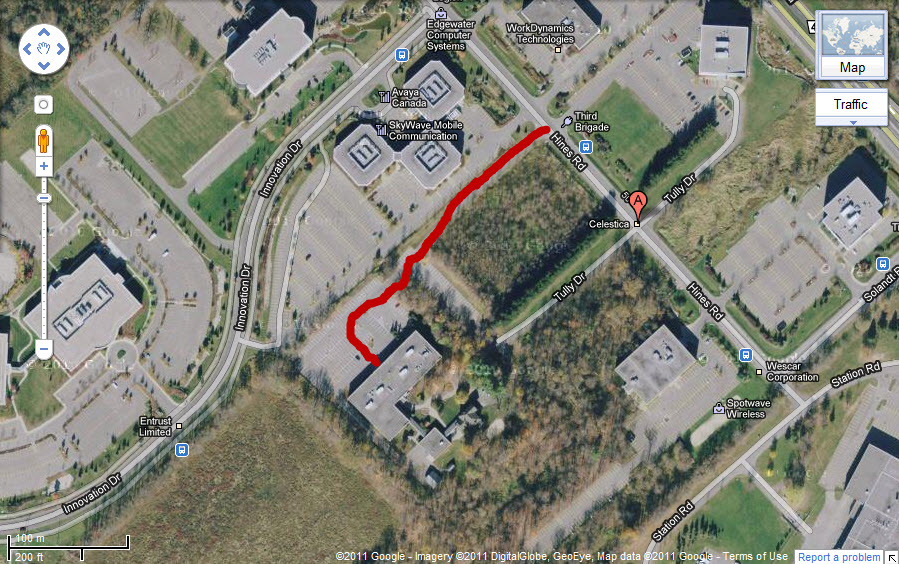 Edgewater
Computer
Systems
WorkDynamics
Technologies
Map
Traffic
Avaya
Canada
SkyWave Mobile
Communication
Third
Brigade
Hines Rd
Innovation Dr
Tully Dr
A
Celestica
Tully Dr
Innovation Dr
Hines Rd
Solandt R
Wescar
Corporation
Station Rd
Spotwave
Wireless
Entrust
Limited
Innovation Dr
Station Rd
100 m
200 ft
©2011 Google - Imagery ©2011 DigitalGlobe, GeoEye, Map data ©2011 Google - Terms of Use
Report a problem